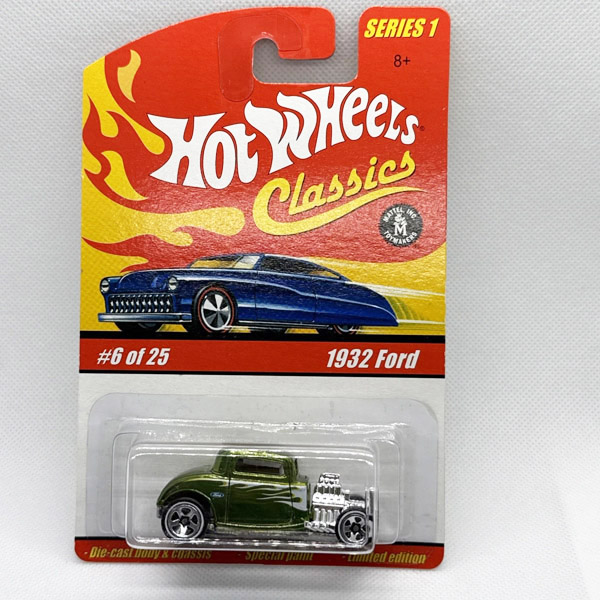 SERIES 1
8+
Hot Wheels
Classics
MATTEL, INC.
M
TOYMAKERS
#6 of 25
1932 Ford
- Die-cast body & chassis - Special paint - Limited edition